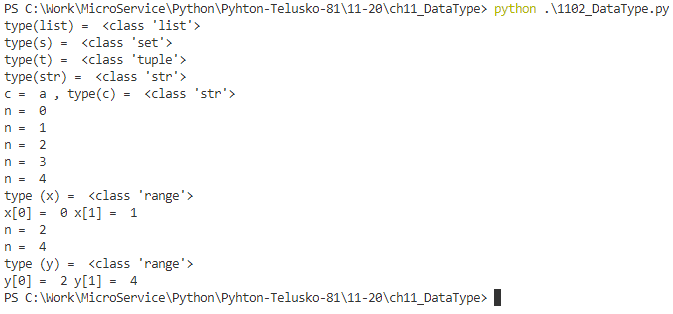 PS C:\Work\MicroService\Python\Pyhton-Telusko-81\11-20\ch11_DataType> python .\1102_DataType.py
type(list) =  <class 'list'>
type(s) =  <class 'set'>
type(t) =  <class 'tuple'>
type(str) =  <class 'str'>
c =  a , type(c) =  <class 'str'>
n =  0
n =  1
n =  2
n =  3
n =  4
type (x) =  <class 'range'>
x[0] =  0 x[1] =  1
n =  2
n =  4
type (y) =  <class 'range'>
y[0] =  2 y[1] =  4
PS C:\Work\MicroService\Python\Pyhton-Telusko-81\11-20\ch11_DataType>